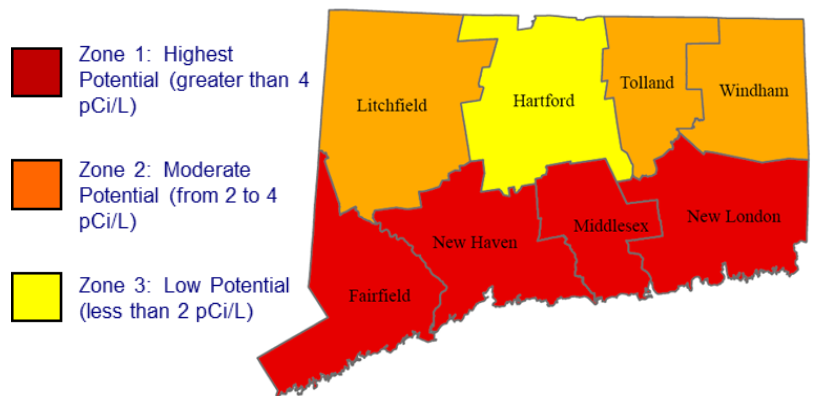 Zone 1: Highest
Potential (greater than 4
pCi/L)
Zone 2: Moderate
Potential (from 2 to 4
pCi/L)
Zone 3: Low Potential
(less than 2 pCi/L)
Litchfield
Hartford
Tolland
Windham
New Haven
Middlesex
New London
Fairfield